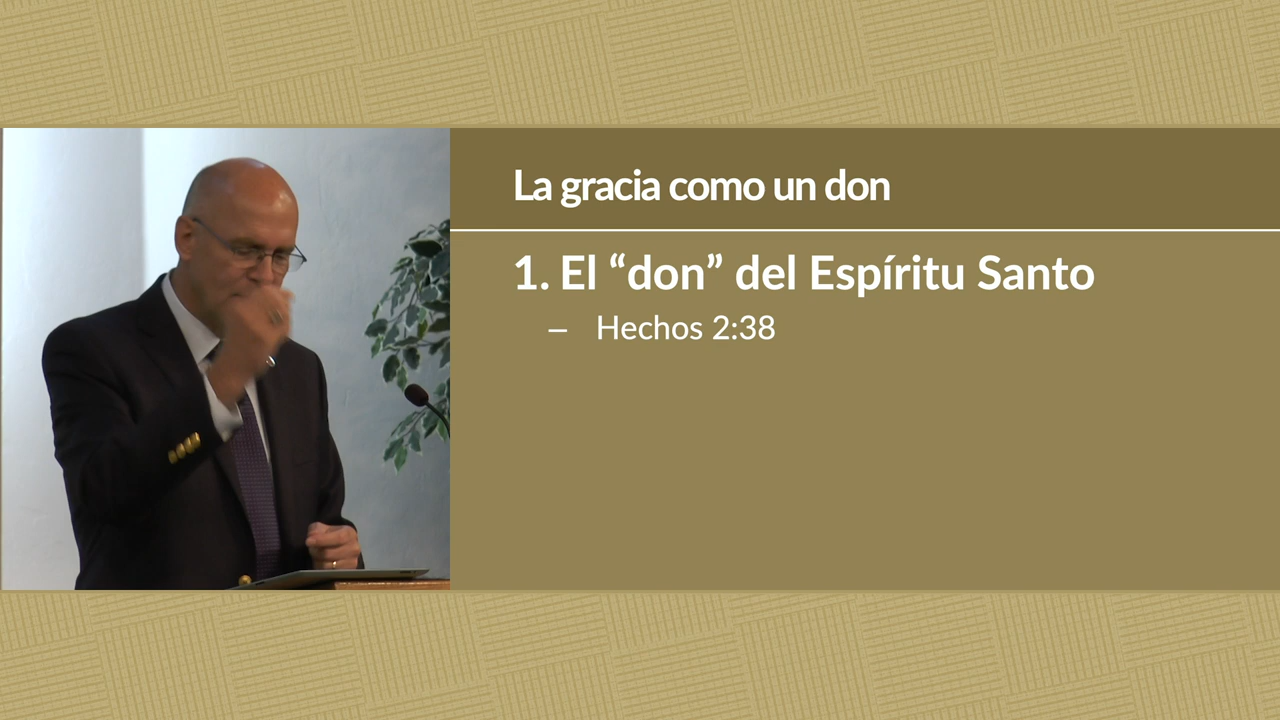 La gracia como un don
1. El “don” del Espíritu Santo
– Hechos 2:38